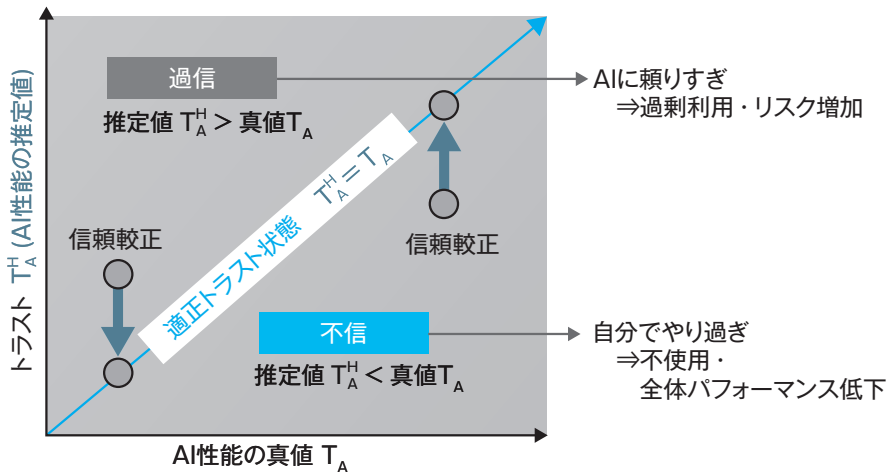 トラスト T_A^H (AI性能の推定値)
過信
推定値 T_A^H > 真値T_A
AIに頼りすぎ
⇒過剰利用・リスク増加
信頼較正
適正トラスト状態 T_A^H = T_A
信頼較正
不信
推定値 T_A^H < 真値T_A
自分でやり過ぎ
⇒不使用・
全体パフォーマンス低下
AI性能の真値 T_A